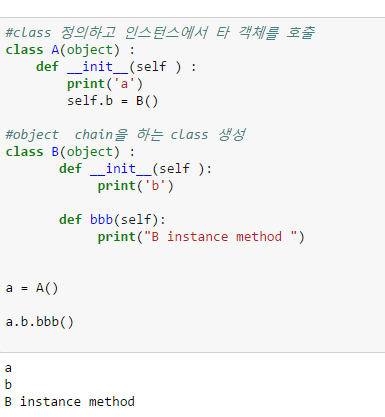 #class 정의하고 인스턴스에서 타 객체를 호출
class A(object) :
    def __init__(self ) :
        print('a')
        self.b = B()

#object  chain을 하는 class 생성
class B(object) :
       def __init__(self ):
            print('b')

       def bbb(self):
            print("B instance method ")

a = A()

a.b.bbb()

a
b
B instance method